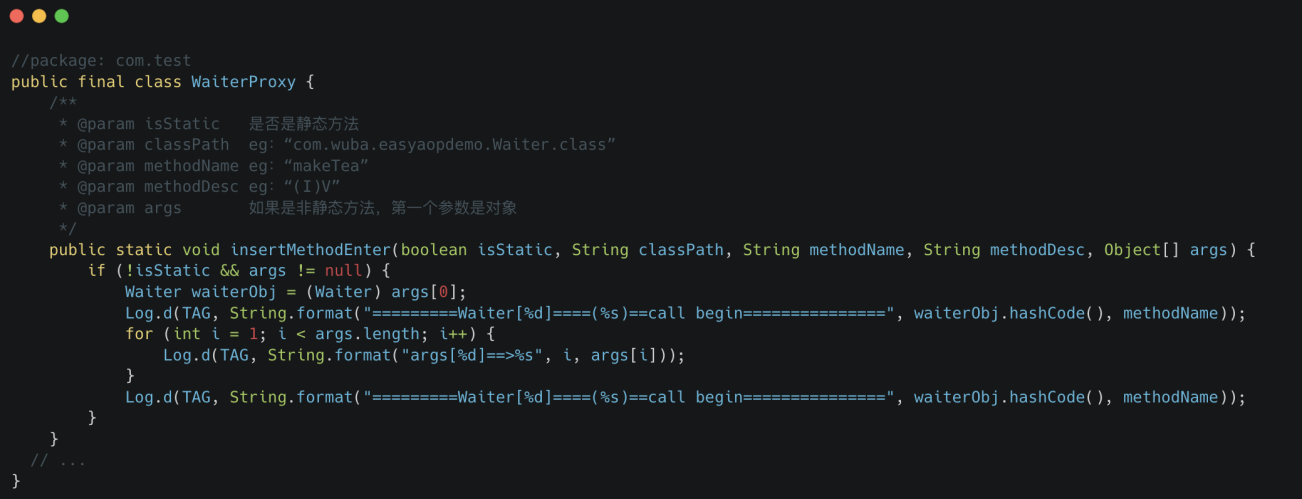 //package: com.test
public final class WaiterProxy {
    /**
     * @param isStatic   是否是静态方法
     * @param classPath  eg：“com.wuba.easyaopdemo.Waiter.class”
     * @param methodName eg：“makeTea”
     * @param methodDesc eg：“(I)V”
     * @param args       如果是非静态方法，第一个参数是对象
     */
    public static void insertMethodEnter(boolean isStatic, String classPath, String methodName, String methodDesc, Object[] args) {
        if (!isStatic && args != null) {
            Waiter waiterObj = (Waiter) args[0];
            Log.d(TAG, String.format("=========Waiter[%d]====(%s)==call begin===============", waiterObj.hashCode(), methodName));
            for (int i = 1; i < args.length; i++) {
                Log.d(TAG, String.format("args[%d]==>%s", i, args[i]));
            }
            Log.d(TAG, String.format("=========Waiter[%d]====(%s)==call begin===============", waiterObj.hashCode(), methodName));
        }
    }
  // ...
}